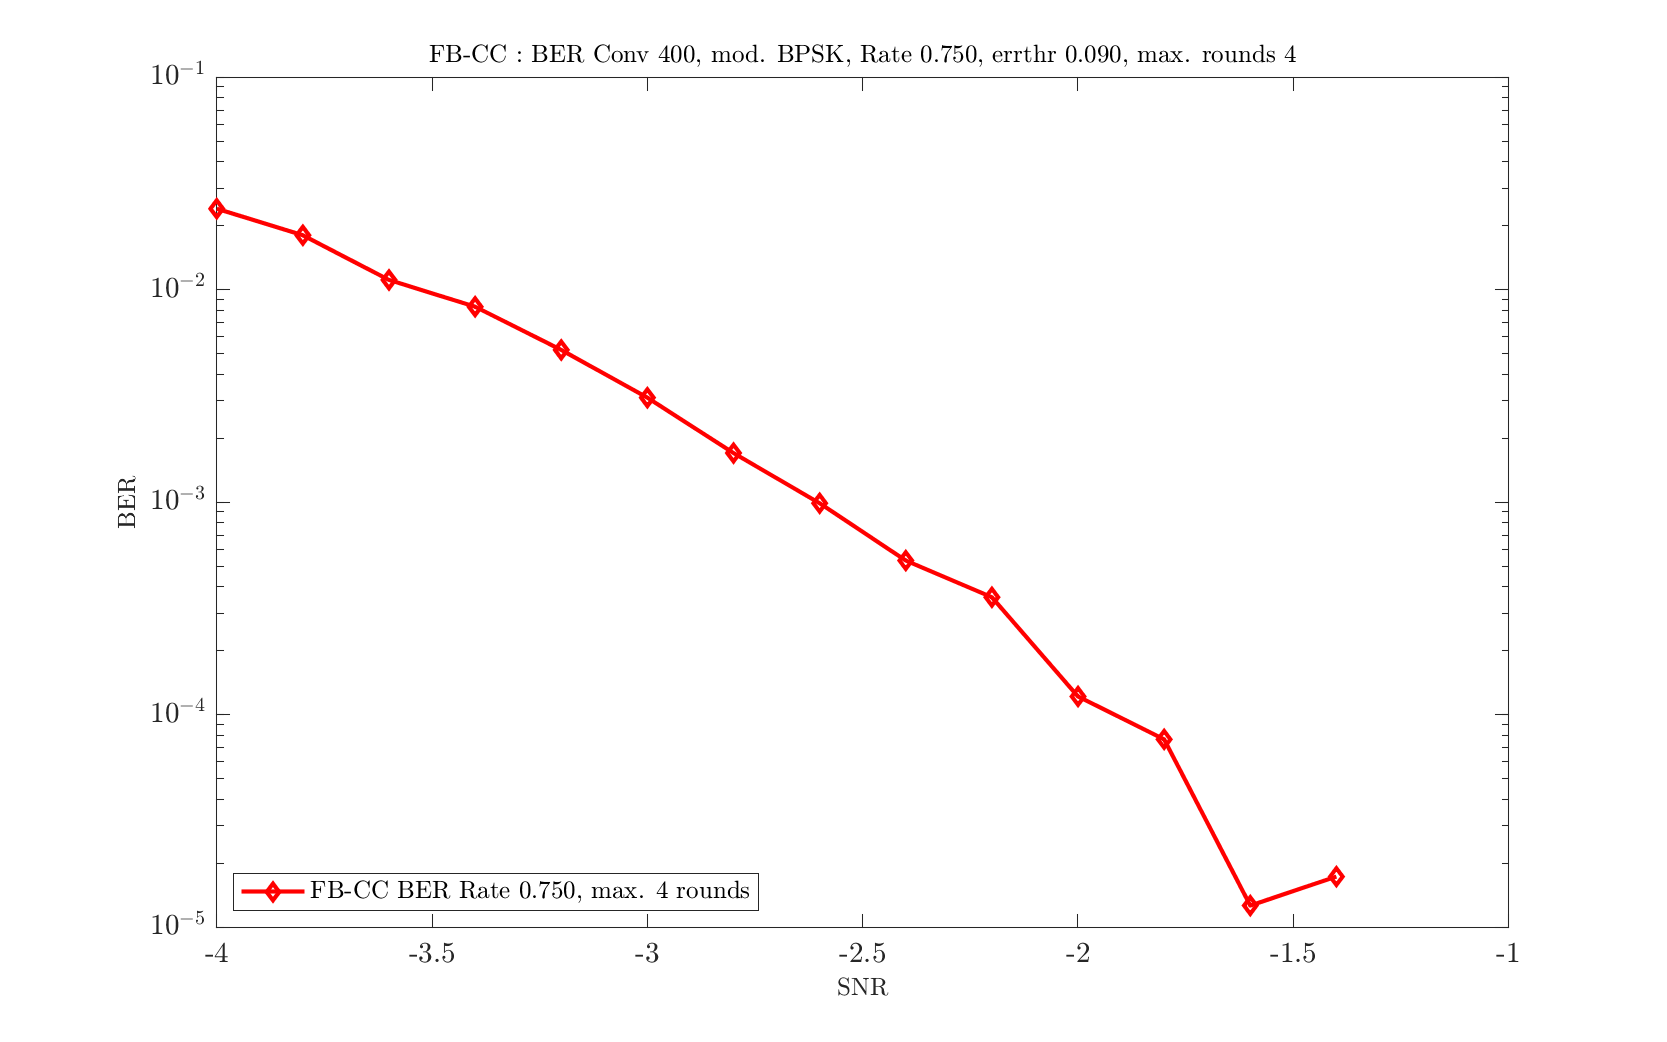 FB-CC : BER Conv 400, mod. BPSK, Rate 0.750, errthr 0.090, max. rounds 4
10^{-1}
10^{-2}
10^{-3}
10^{-4}
10^{-5}
BER
FB-CC BER Rate 0.750, max. 4 rounds
-4 -3.5 -3 -2.5 -2 -1.5 -1
SNR